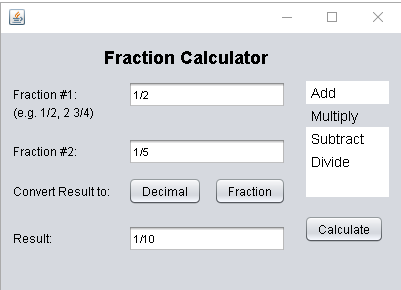 Fraction Calculator
Fraction #1:
1/2
(e.g. 1/2, 2 3/4)
Add
Multiply
Subtract
Divide
Fraction #2:
1/5
Convert Result to:
Decimal
Fraction
Result:
1/10
Calculate